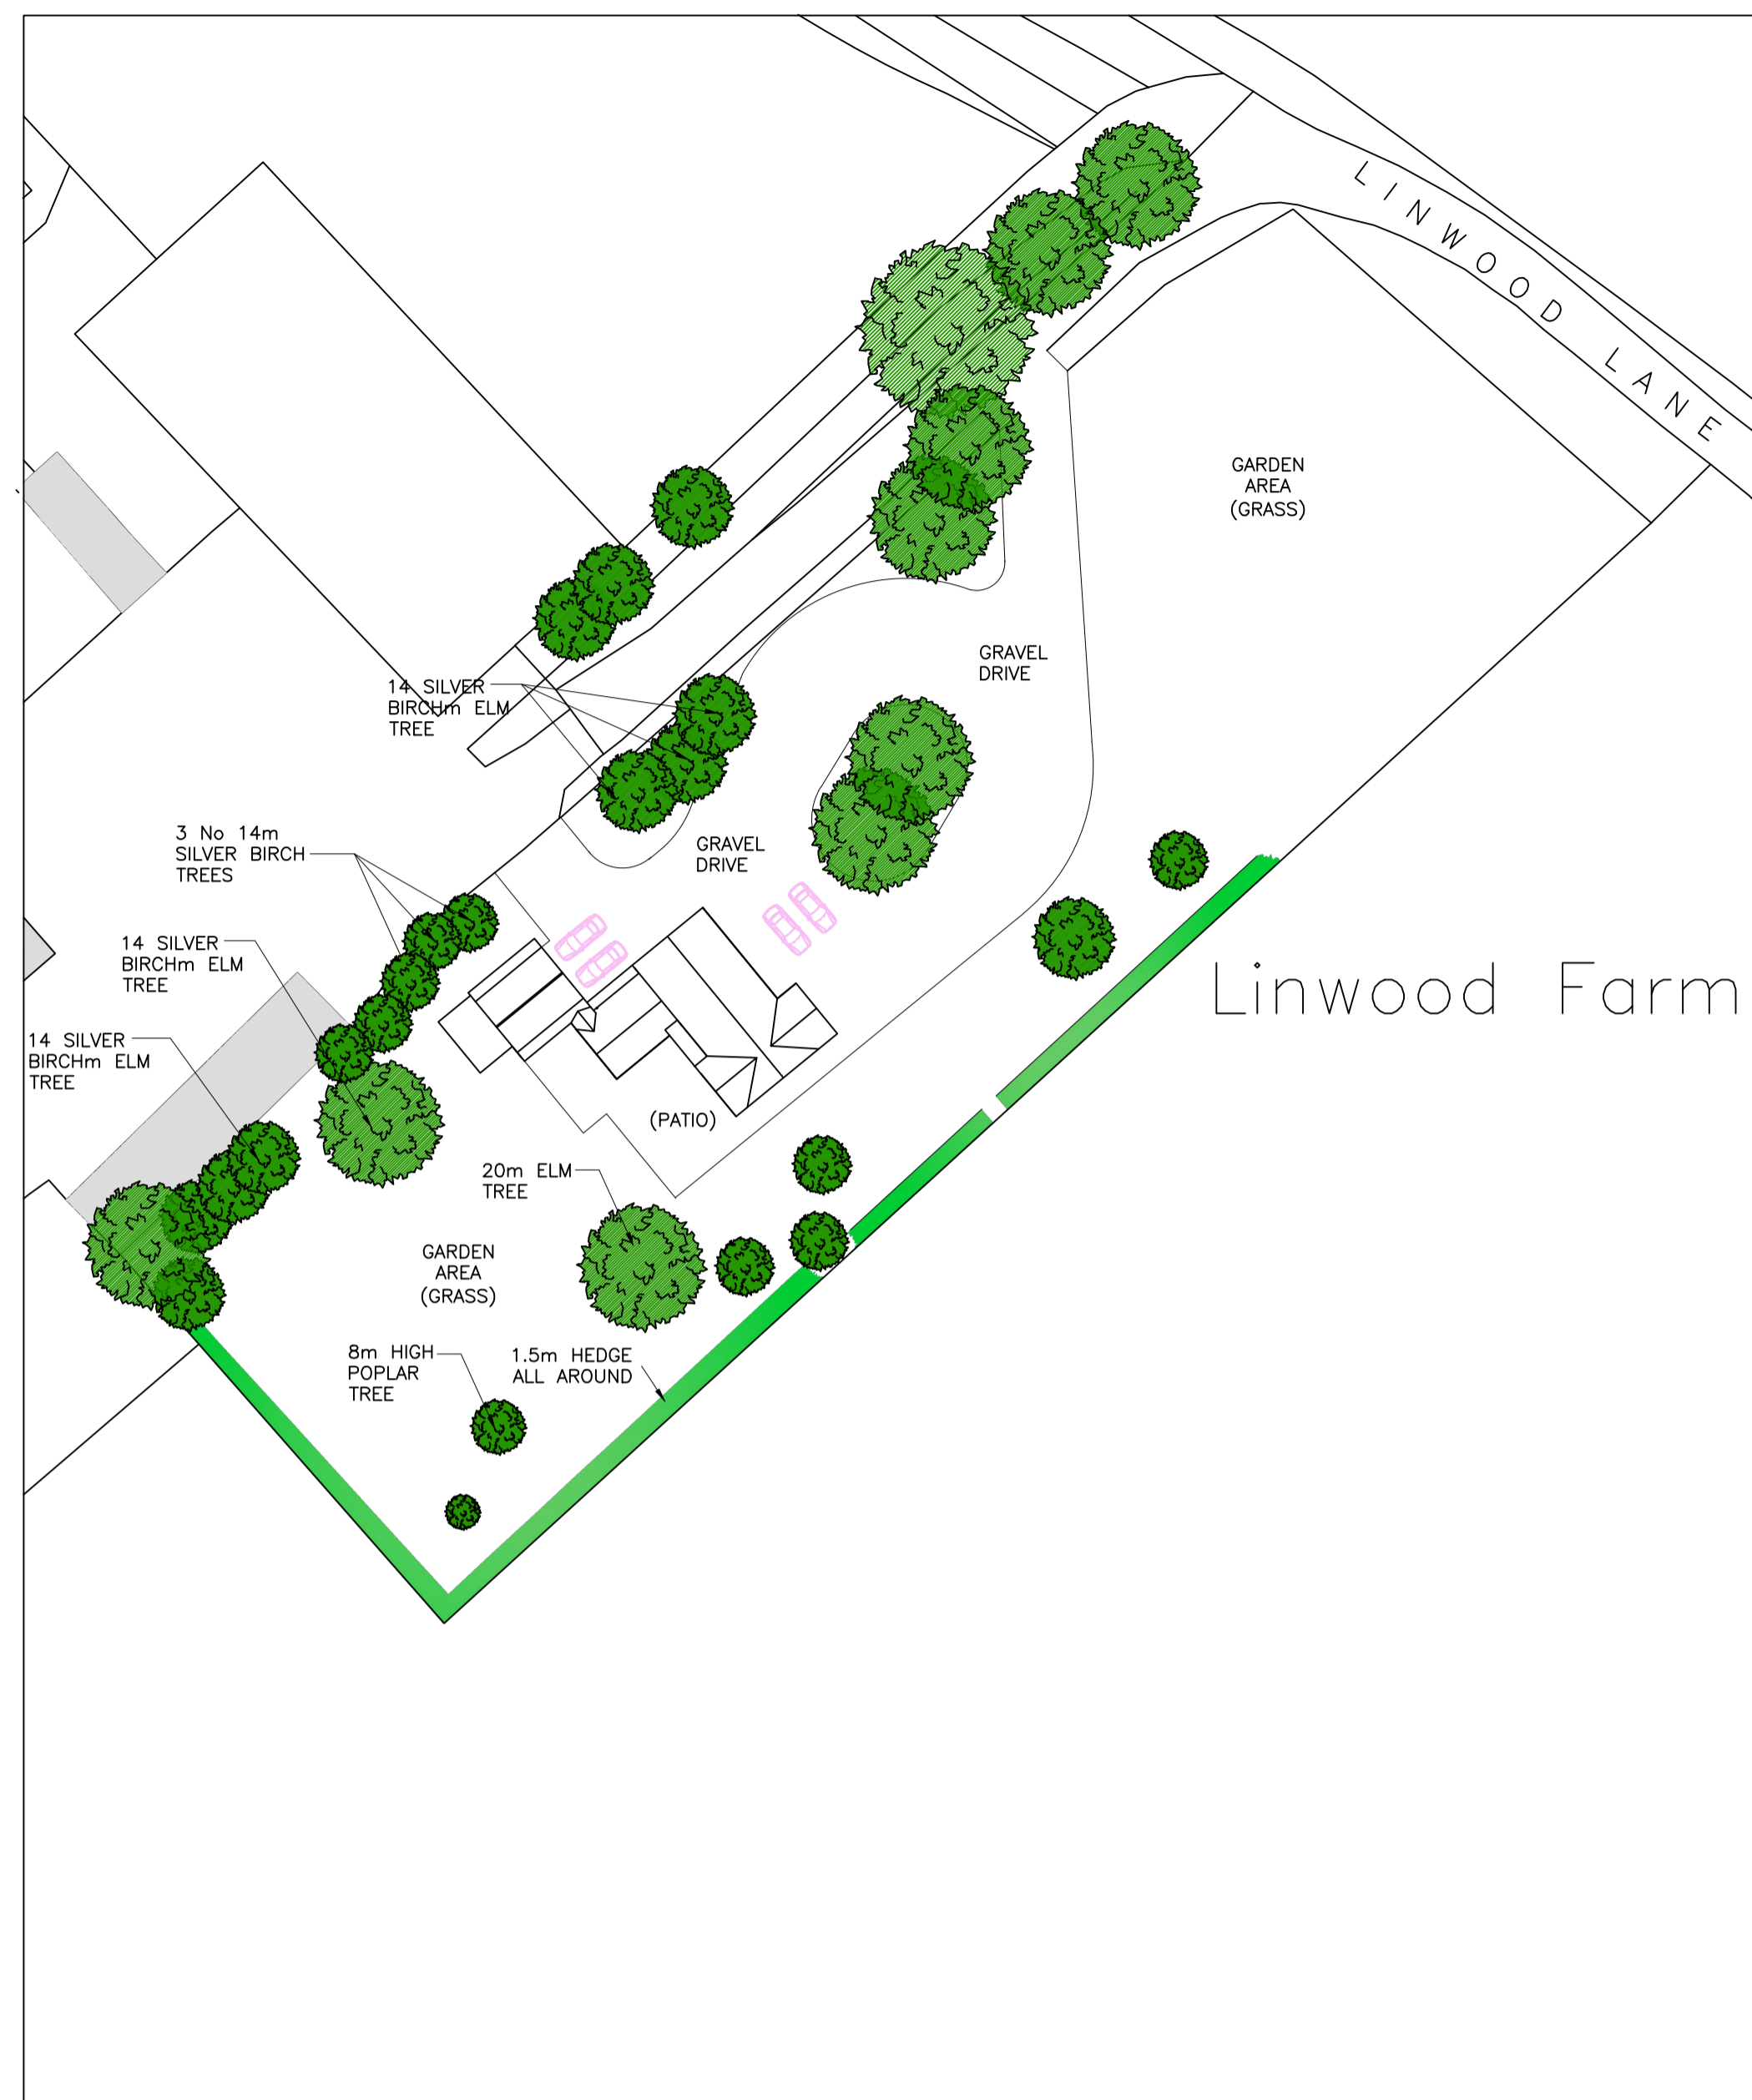 LINWOOD LANE
GARDEN
AREA
(GRASS)
GRAVEL
DRIVE
14 SILVER
BIRCHm ELM
TREE
3 No 14m
SILVER BIRCH
TREES
GRAVEL
DRIVE
14 SILVER
BIRCHm ELM
TREE
Linwood Farm
14 SILVER
BIRCHm ELM
TREE
(PATIO)
20m ELM
TREE
GARDEN
AREA
(GRASS)
8m HIGH
POPLAR
TREE
1.5m HEDGE
ALL AROUND